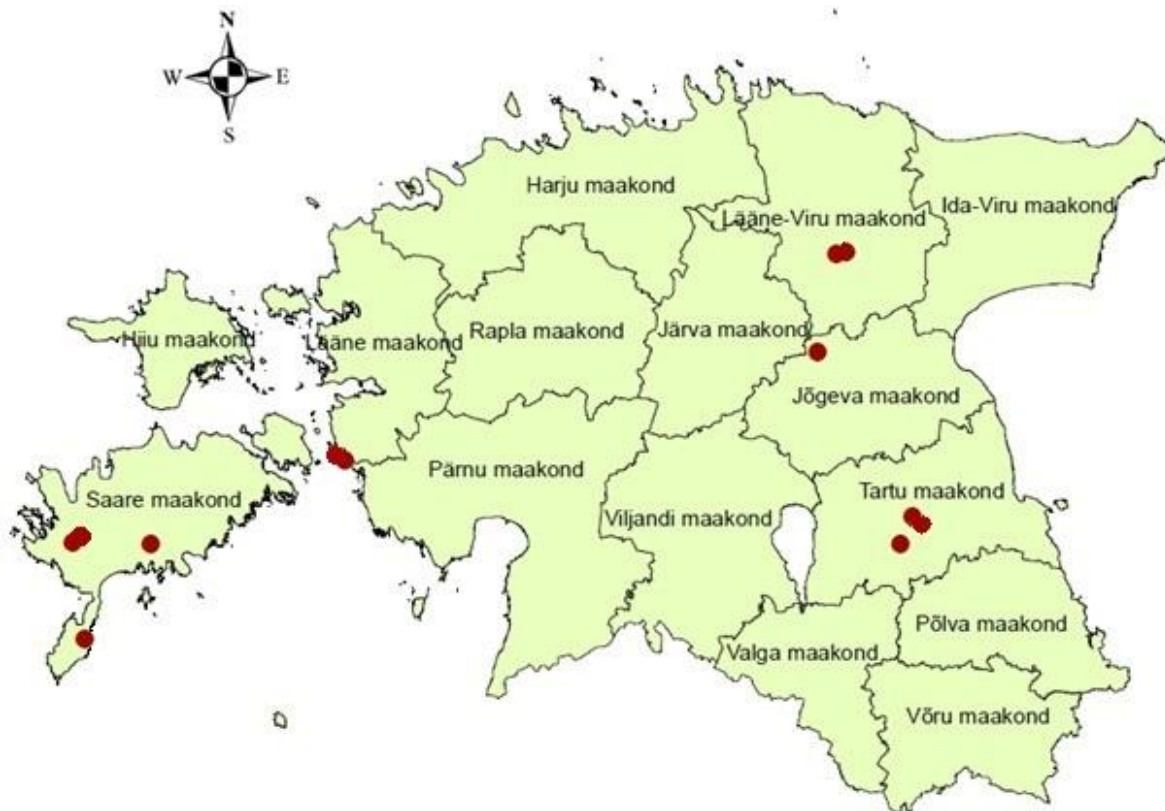 N
W E
S
Harju maakond
Lääne-Viru maakond
Ida-Viru maakond
Hiiu maakond
Lääne maakond
Rapla maakond
Järva maakond
Jõgeva maakond
Saare maakond
Pärnu maakond
Viljandi maakond
Tartu maakond
Valga maakond
Põlva maakond
Võru maakond